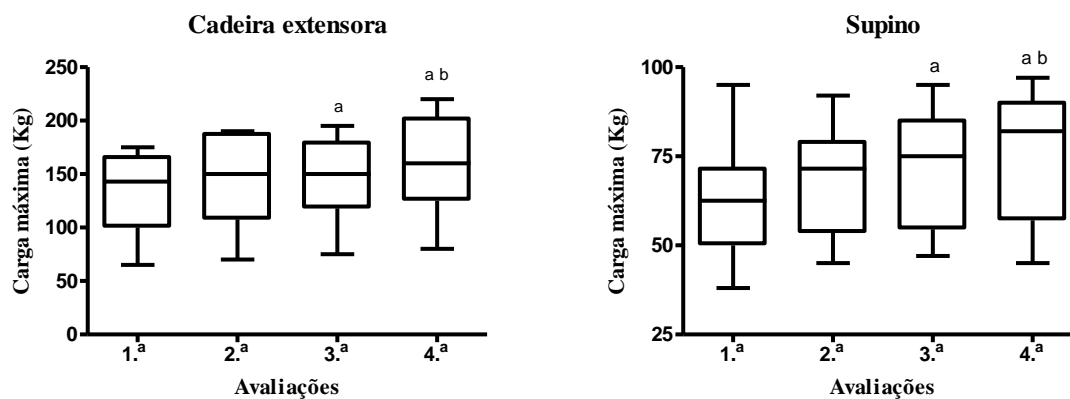 Cadeira extensora
Carga máxima (Kg)
250
200
150
100
50
0
a
a b
1.ª
2.ª
3.ª
4.ª
Avaliações
Supino
Carga máxima (Kg)
100
75
50
25
a
a b
1.ª
2.ª
3.ª
4.ª
Avaliações